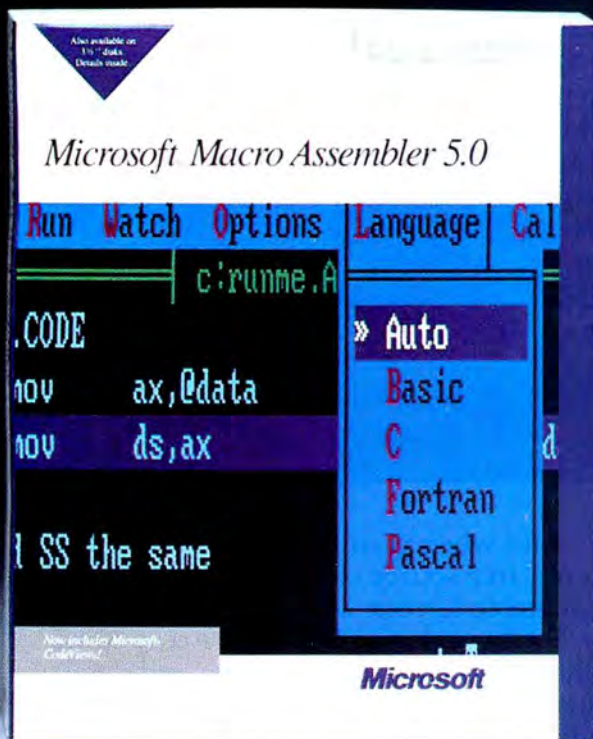 Also available on
3½" disks.
Details inside.
Microsoft Macro Assembler 5.0
Run Watch Options Language Cal
c:runme.A
.CODE
mov ax,@data
mov ds,ax
d
d SS the same
» Auto
Basic
C
Fortran
Pascal
Now includes Microsoft
CodeView!
Microsoft